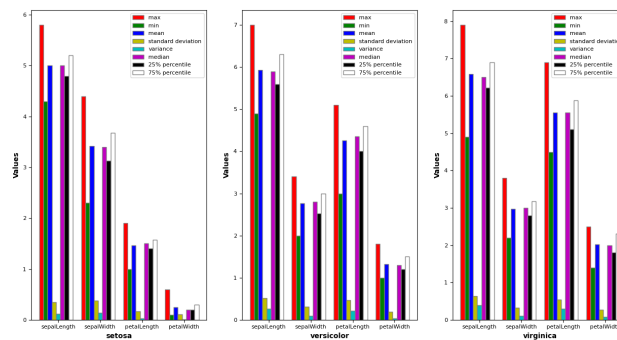 6
5
4
3
2
1
0
Values
max
min
mean
standard deviation
variance
median
25% percentile
75% percentile
sepalLength
sepalWidth
petalLength
petalWidth
setosa
7
6
5
4
3
2
1
0
Values
max
min
mean
standard deviation
variance
median
25% percentile
75% percentile
sepalLength
sepalWidth
petalLength
petalWidth
versicolor
8
7
6
5
4
3
2
1
0
Values
max
min
mean
standard deviation
variance
median
25% percentile
75% percentile
sepalLength
sepalWidth
petalLength
petalWidth
virginica